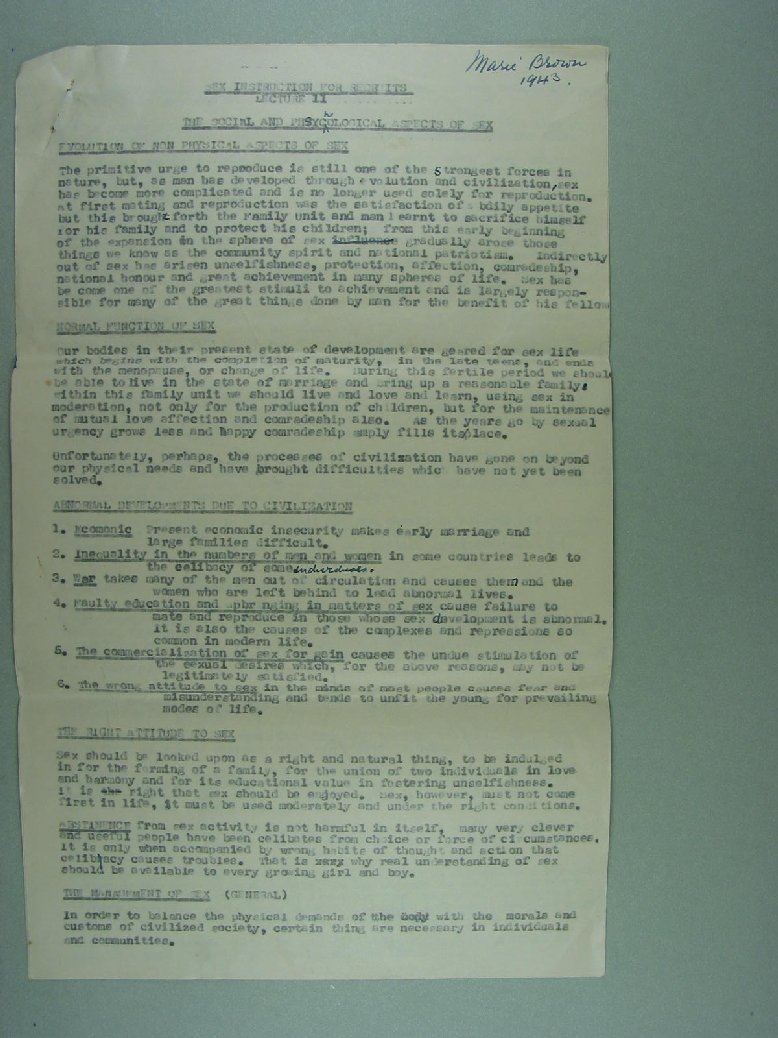 Marie Brown
1943.
SEX INSTRUCTION FOR RECRUITS
LECTURE 11
THE SOCIAL AND PHSYCOLOGICAL ASPECTS OF SEX
EVOLUTION OF NON PHYSICAL ASPECTS OF SEX
The primitive urge to reproduce is still one of the strongest forces in
nature, but, as man has developed through evolution and civilization, sex
has become more complicated and is no longer used solely for reproduction.
At first mating and reproduction was the satisfaction of a bdily appetite
but this brought forth the Family unit and man learnt to sacrifice himself
for his family and to protect his children; from this early beginning
of the expansion in the sphere of sex influence gradually arose those
things we know as the community spirit and national patriotism. Indirectly
out of sex has arisen unselfishness, protection, affection, comradeship,
national honour and great achievement in many spheres of life. Sex has
be come one of the greatest stimuli to achievement and is largely respon-
sible for many of the great things done by man for the benefit of his fellow
NORMAL FUNCTION OF SEX
Our bodies in their present state of development are geared for sex life
which begins with the completion of maturity, in the late teens, and ends
with the menopause, or change of life. During this fertile period we should
be able to live in the state of marriage and bring up a reasonable family.
Within this family unit we should live and love and learn, using sex in
moderation, not only for the production of children, but for the maintenance
of mutual love affection and comradeship also. As the years go by sexual
urgency grows less and happy comradeship amply fills its place.
Unfortunately, perhaps, the processes of civilization have gone on beyond
our physical needs and have brought difficulties which have not yet been
solved.
ABNORMAL DEVELOPMENTS DUE TO CIVILIZATION
1. Ecomonic Present economic insecurity makes early marriage and
large families difficult.
2. Inequality in the numbers of men and women in some countries leads to
the celibacy of some individuals.
3. War takes many of the men out of circulation and causes them and the
women who are left behind to lead abnormal lives.
4. Faulty education and upbringing in matters of sex cause failure to
mate and reproduce in those whose sex development is abnormal.
It is also the causes of the complexes and repressions so
common in modern life.
5. The commercialization of sex for gain causes the undue stimulation of
the sexual desires which, for the above reasons, may not be
legitimately satisfied.
6. The wrong attitude to sex in the minds of most people causes fear and
misunderstanding and tends to unfit the young for prevailing
modes of life.
THE RIGHT ATTITUDE TO SEX
Sex should be looked upon as a right and natural thing, to be indulged
in for the forming of a family, for the union of two individuals in love
and harmony and for its educational value in fostering unselfishness.
It is the right that sex should be enjoyed. Sex, however, must not come
first in life, it must be used moderately and under the right conditions.
ABSTANENCE from sex activity is not harmful in itself, many very clever
and useful people have been celibates from choice or force of circumstances.
It is only when accompanied by wrong habits of thought and action that
celibacy causes troubles. That is why real understanding of sex
should be available to every growing girl and boy.
THE MANAGEMENT OF SEX (GENERAL)
In order to balance the physical demands of the body with the morals and
customs of civilized society, certain thing are necessary in individuals
and communities.